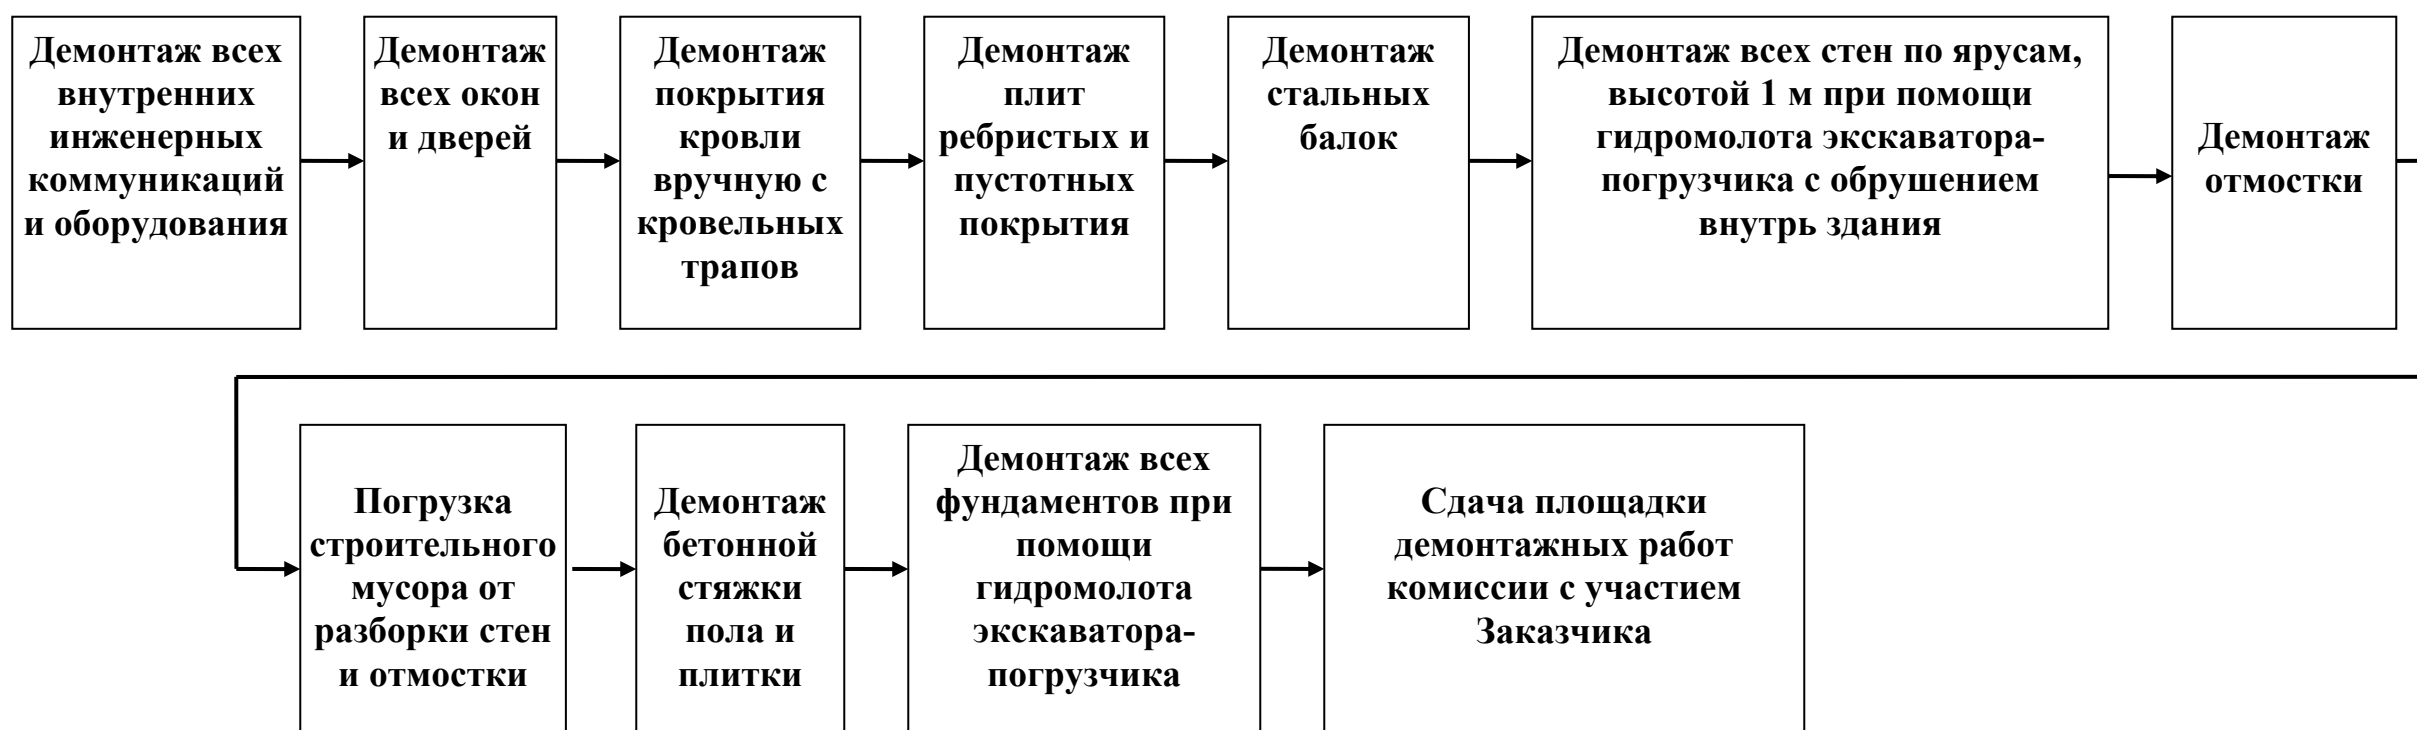 Демонтаж всех
внутренних
инженерных
коммуникаций
и оборудования
Демонтаж
всех окон
и дверей
Демонтаж
покрытия
кровли
вручную с
кровельных
трапов
Демонтаж
плит
ребристых и
пустотных
покрытия
Демонтаж
стальных
балок
Демонтаж всех стен по ярусам,
высотой 1 м при помощи
гидромолота экскаватора-
погрузчика с обрушением
внутрь здания
Демонтаж
отмостки
Погрузка
строительного
мусора от
разборки стен
и отмостки
Демонтаж
бетонной
стяжки
пола и
плитки
Демонтаж всех
фундаментов при
помощи
гидромолота
экскаватора-
погрузчика
Сдача площадки
демонтажных работ
комиссии с участием
Заказчика